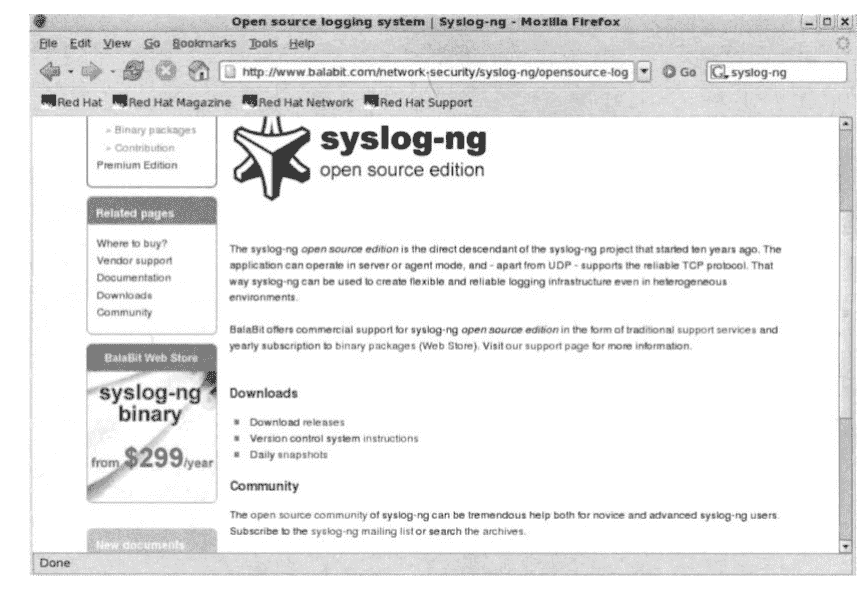 Open source logging system | Syslog-ng - Mozilla Firefox
File Edit View Go Bookmarks Tools Help
http://www.balabit.com/network-security/syslog-ng/opensource-log Go syslog-ng
Red Hat Red Hat Magazine Red Hat Network Red Hat Support
» Binary packages
» Contribution
Premium Edition
Related pages
Where to buy?
Vendor support
Documentation
Downloads
Community
BalaBit Web Store
syslog-ng
binary
from $299/year
New documents
syslog-ng
open source edition
The syslog-ng open source edition is the direct descendant of the syslog-ng project that started ten years ago. The
application can operate in server or agent mode, and - apart from UDP - supports the reliable TCP protocol. That
way syslog-ng can be used to create flexible and reliable logging infrastructure even in heterogeneous
environments.
BalaBit offers commercial support for syslog-ng open source edition in the form of traditional support services and
yearly subscription to binary packages (Web Store). Visit our support page for more information.
Downloads
Download releases
Version control system instructions
Daily snapshots
Community
The open source community of syslog-ng can be tremendous help both for novice and advanced syslog-ng users.
Subscribe to the syslog-ng mailing list or search the archives.
Done